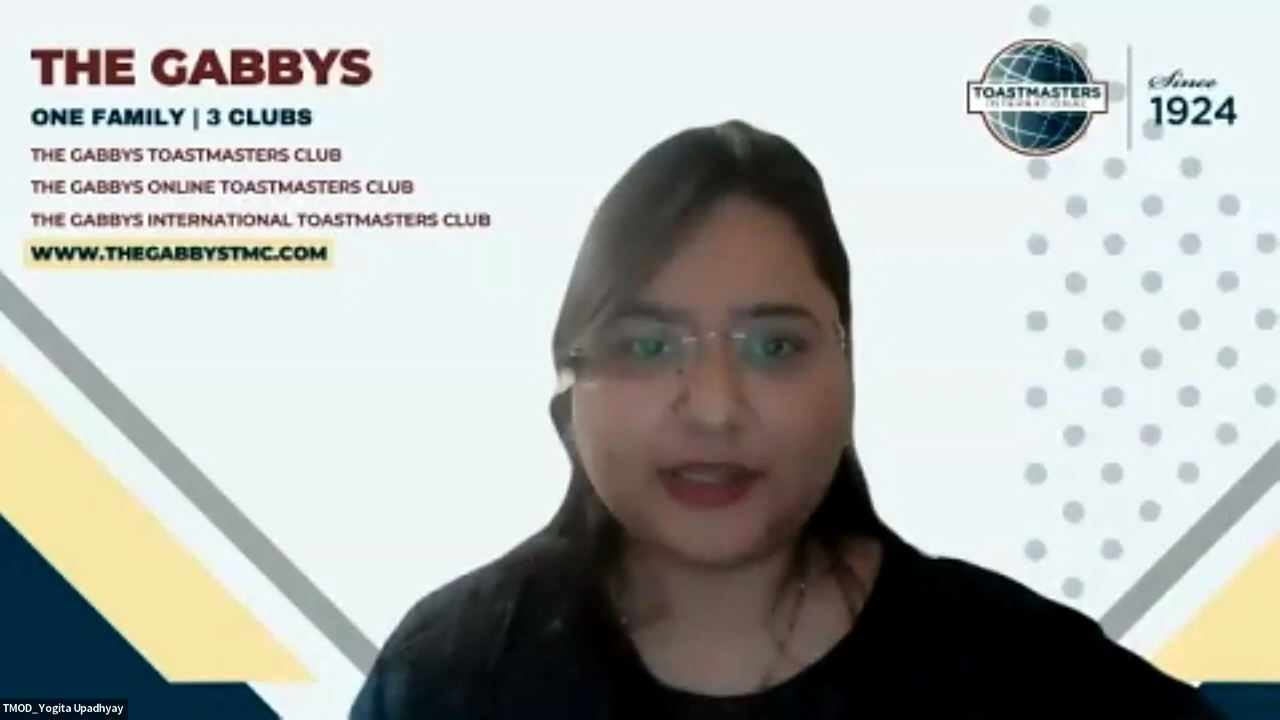 THE GABBYS
ONE FAMILY | 3 CLUBS
THE GABBYS TOASTMASTERS CLUB
THE GABBYS ONLINE TOASTMASTERS CLUB
THE GABBYS INTERNATIONAL TOASTMASTERS CLUB
WWW.THEGABBYSTMC.COM
TOASTMASTERS
INTERNATIONAL
Since
1924
TMOD_Yogita Upadhyay